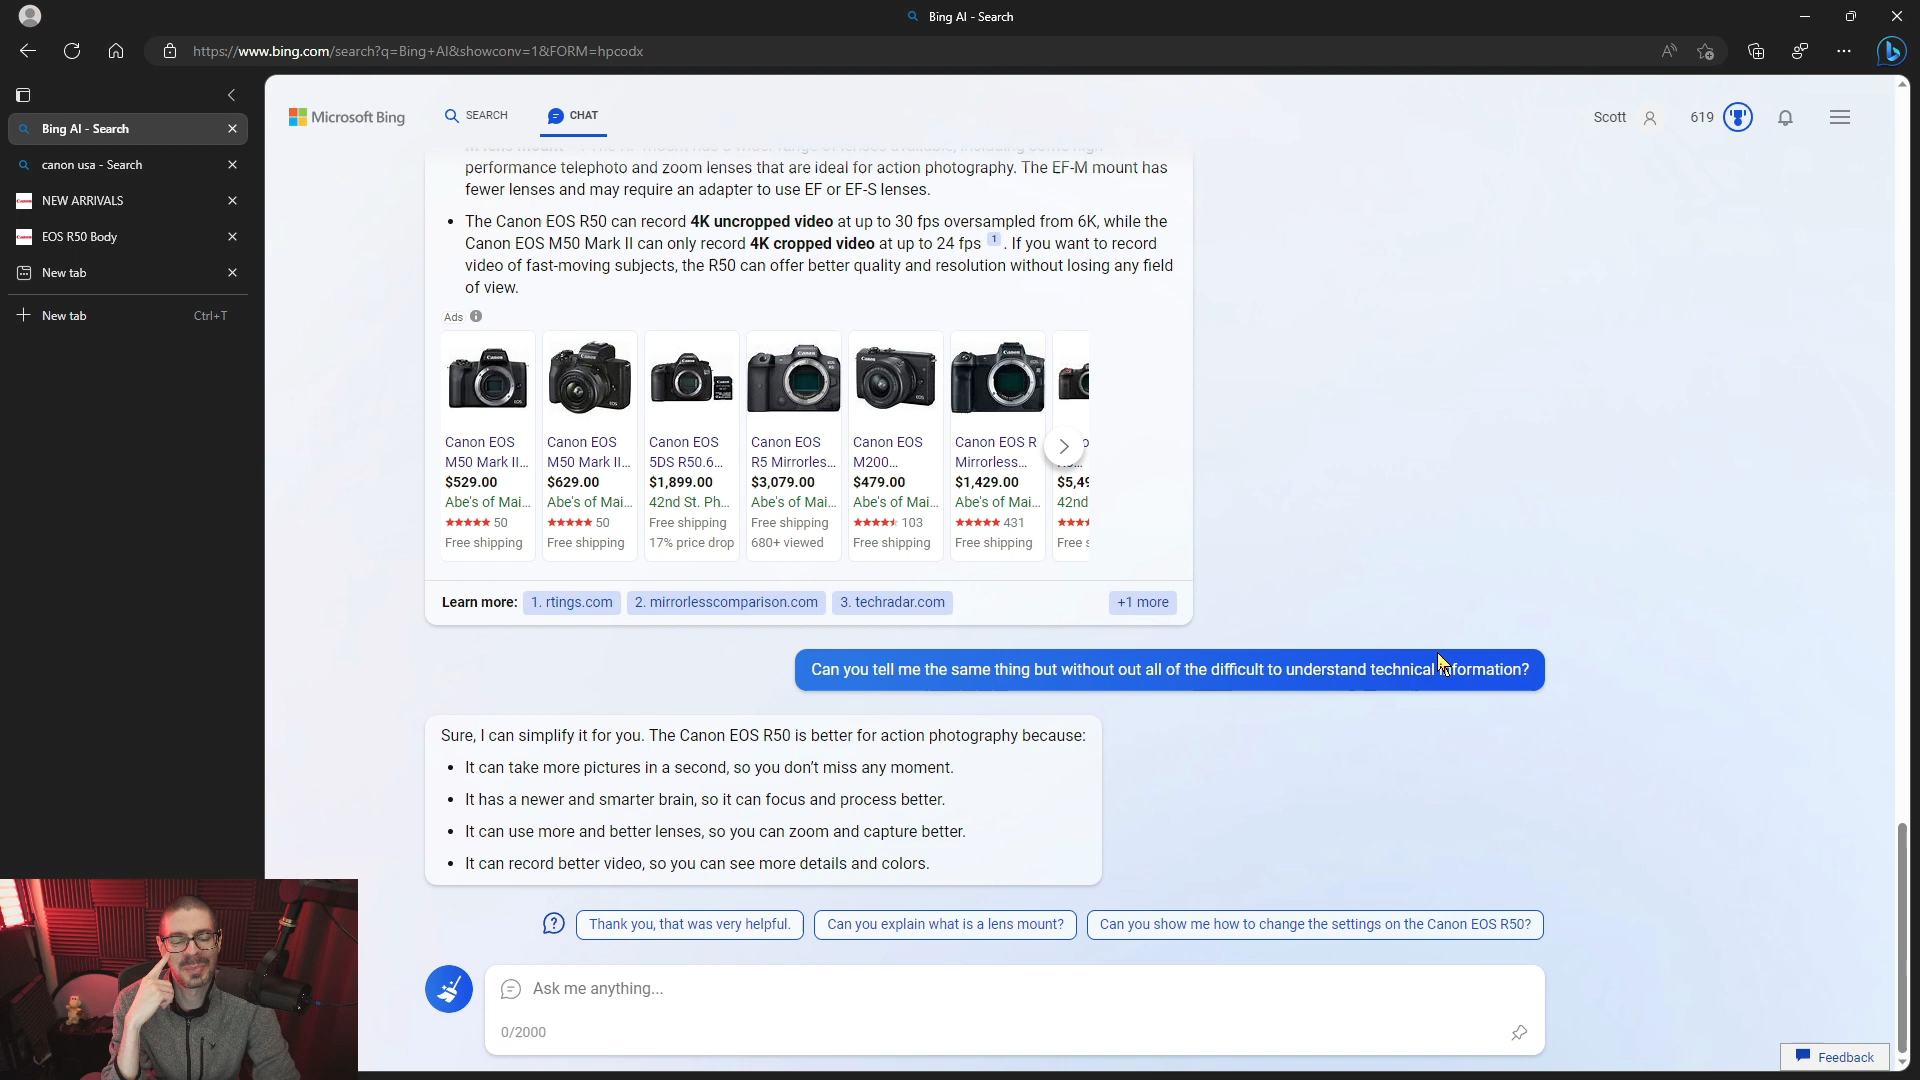 Bing AI - Search
https://www.bing.com/search?q=Bing+AI&showconv=1&FORM=hpcodx
Bing AI - Search
canon usa - Search
NEW ARRIVALS
EOS R50 Body
New tab
New tab Ctrl+T
Microsoft Bing SEARCH CHAT Scott 619
performance telephoto and zoom lenses that are ideal for action photography. The EF-M mount has
fewer lenses and may require an adapter to use EF or EF-S lenses.
• The Canon EOS R50 can record 4K uncropped video at up to 30 fps oversampled from 6K, while the
Canon EOS M50 Mark II can only record 4K cropped video at up to 24 fps 1 . If you want to record
video of fast-moving subjects, the R50 can offer better quality and resolution without losing any field
of view.
Ads
Canon EOS
M50 Mark II...
$529.00
Abe's of Mai...
50
Free shipping
Canon EOS
M50 Mark II...
$629.00
Abe's of Mai...
50
Free shipping
Canon EOS
5DS R50.6...
$1,899.00
42nd St. Ph...
Free shipping
17% price drop
Canon EOS
R5 Mirrorles...
$3,079.00
Abe's of Mai...
Free shipping
680+ viewed
Canon EOS
M200...
$479.00
Abe's of Mai...
103
Free shipping
Canon EOS R
Mirrorless...
$1,429.00
Abe's of Mai...
431
Free shipping
$5,49
42nd
Free s
Learn more: 1. rtings.com 2. mirrorlesscomparison.com 3. techradar.com +1 more
Can you tell me the same thing but without out all of the difficult to understand technical information?
Sure, I can simplify it for you. The Canon EOS R50 is better for action photography because:
• It can take more pictures in a second, so you don't miss any moment.
• It has a newer and smarter brain, so it can focus and process better.
• It can use more and better lenses, so you can zoom and capture better.
• It can record better video, so you can see more details and colors.
Thank you, that was very helpful. Can you explain what is a lens mount? Can you show me how to change the settings on the Canon EOS R50?
Ask me anything...
0/2000
Feedback